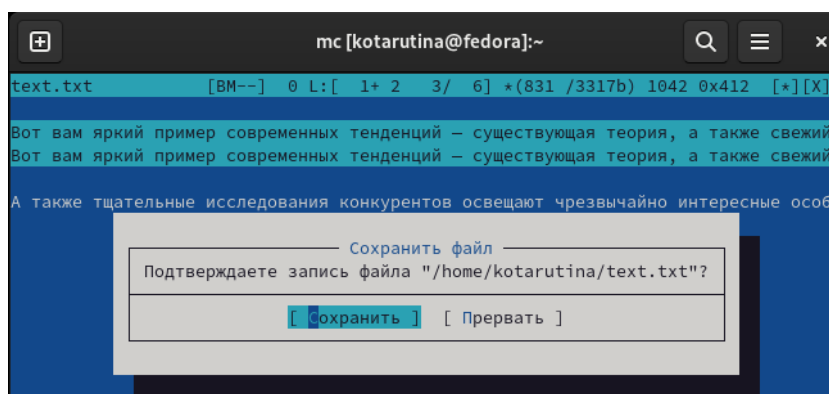 mc [kotarutina@fedora]:~
text.txt [BM--] 0 L:[ 1+ 2 3/ 6] *(831 /3317b) 1042 0x412 [*][X]
Вот вам яркий пример современных тенденций — существующая теория, а также свежий
Вот вам яркий пример современных тенденций — существующая теория, а также свежий
А также тщательные исследования конкурентов освещают чрезвычайно интересные особ
Сохранить файл
Подтверждаете запись файла "/home/kotarutina/text.txt"?
[ Сохранить ] [ Прервать ]